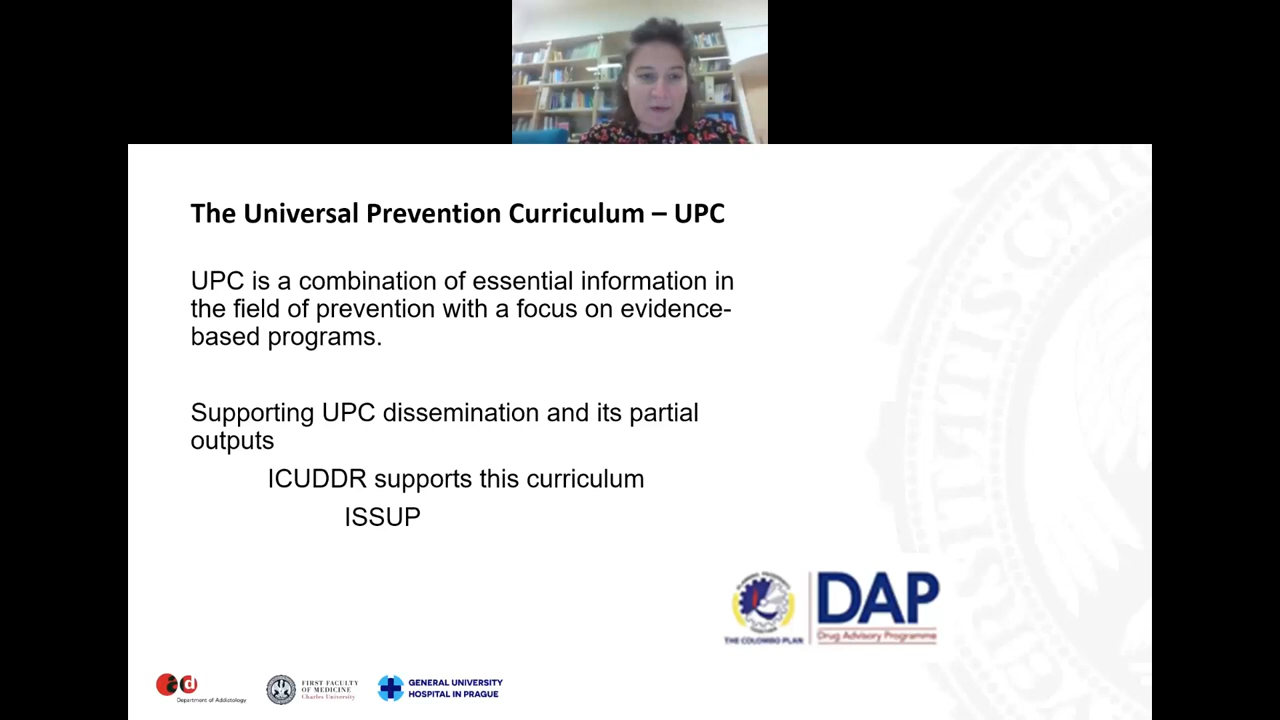 The Universal Prevention Curriculum – UPC
UPC is a combination of essential information in
the field of prevention with a focus on evidence-
based programs.
Supporting UPC dissemination and its partial
outputs
ICUDDR supports this curriculum
ISSUP
THE COLOMBO PLAN
DAP
Drug Advisory Programme
Department of Addictology
FIRST FACULTY
OF MEDICINE
Charles University
GENERAL UNIVERSITY
HOSPITAL IN PRAGUE